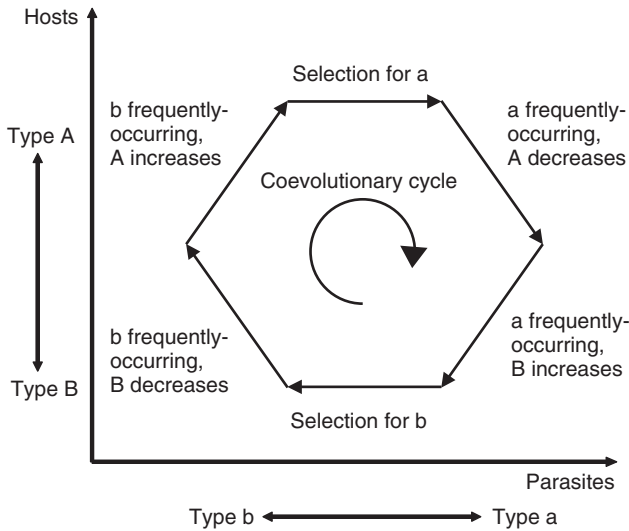 Hosts
Selection for a
b frequently-
occurring,
A increases
a frequently-
occurring,
A decreases
Type A
Coevolutionary cycle
b frequently-
occurring,
B decreases
a frequently-
occurring,
B increases
Type B
Selection for b
Parasites
Type b
Type a